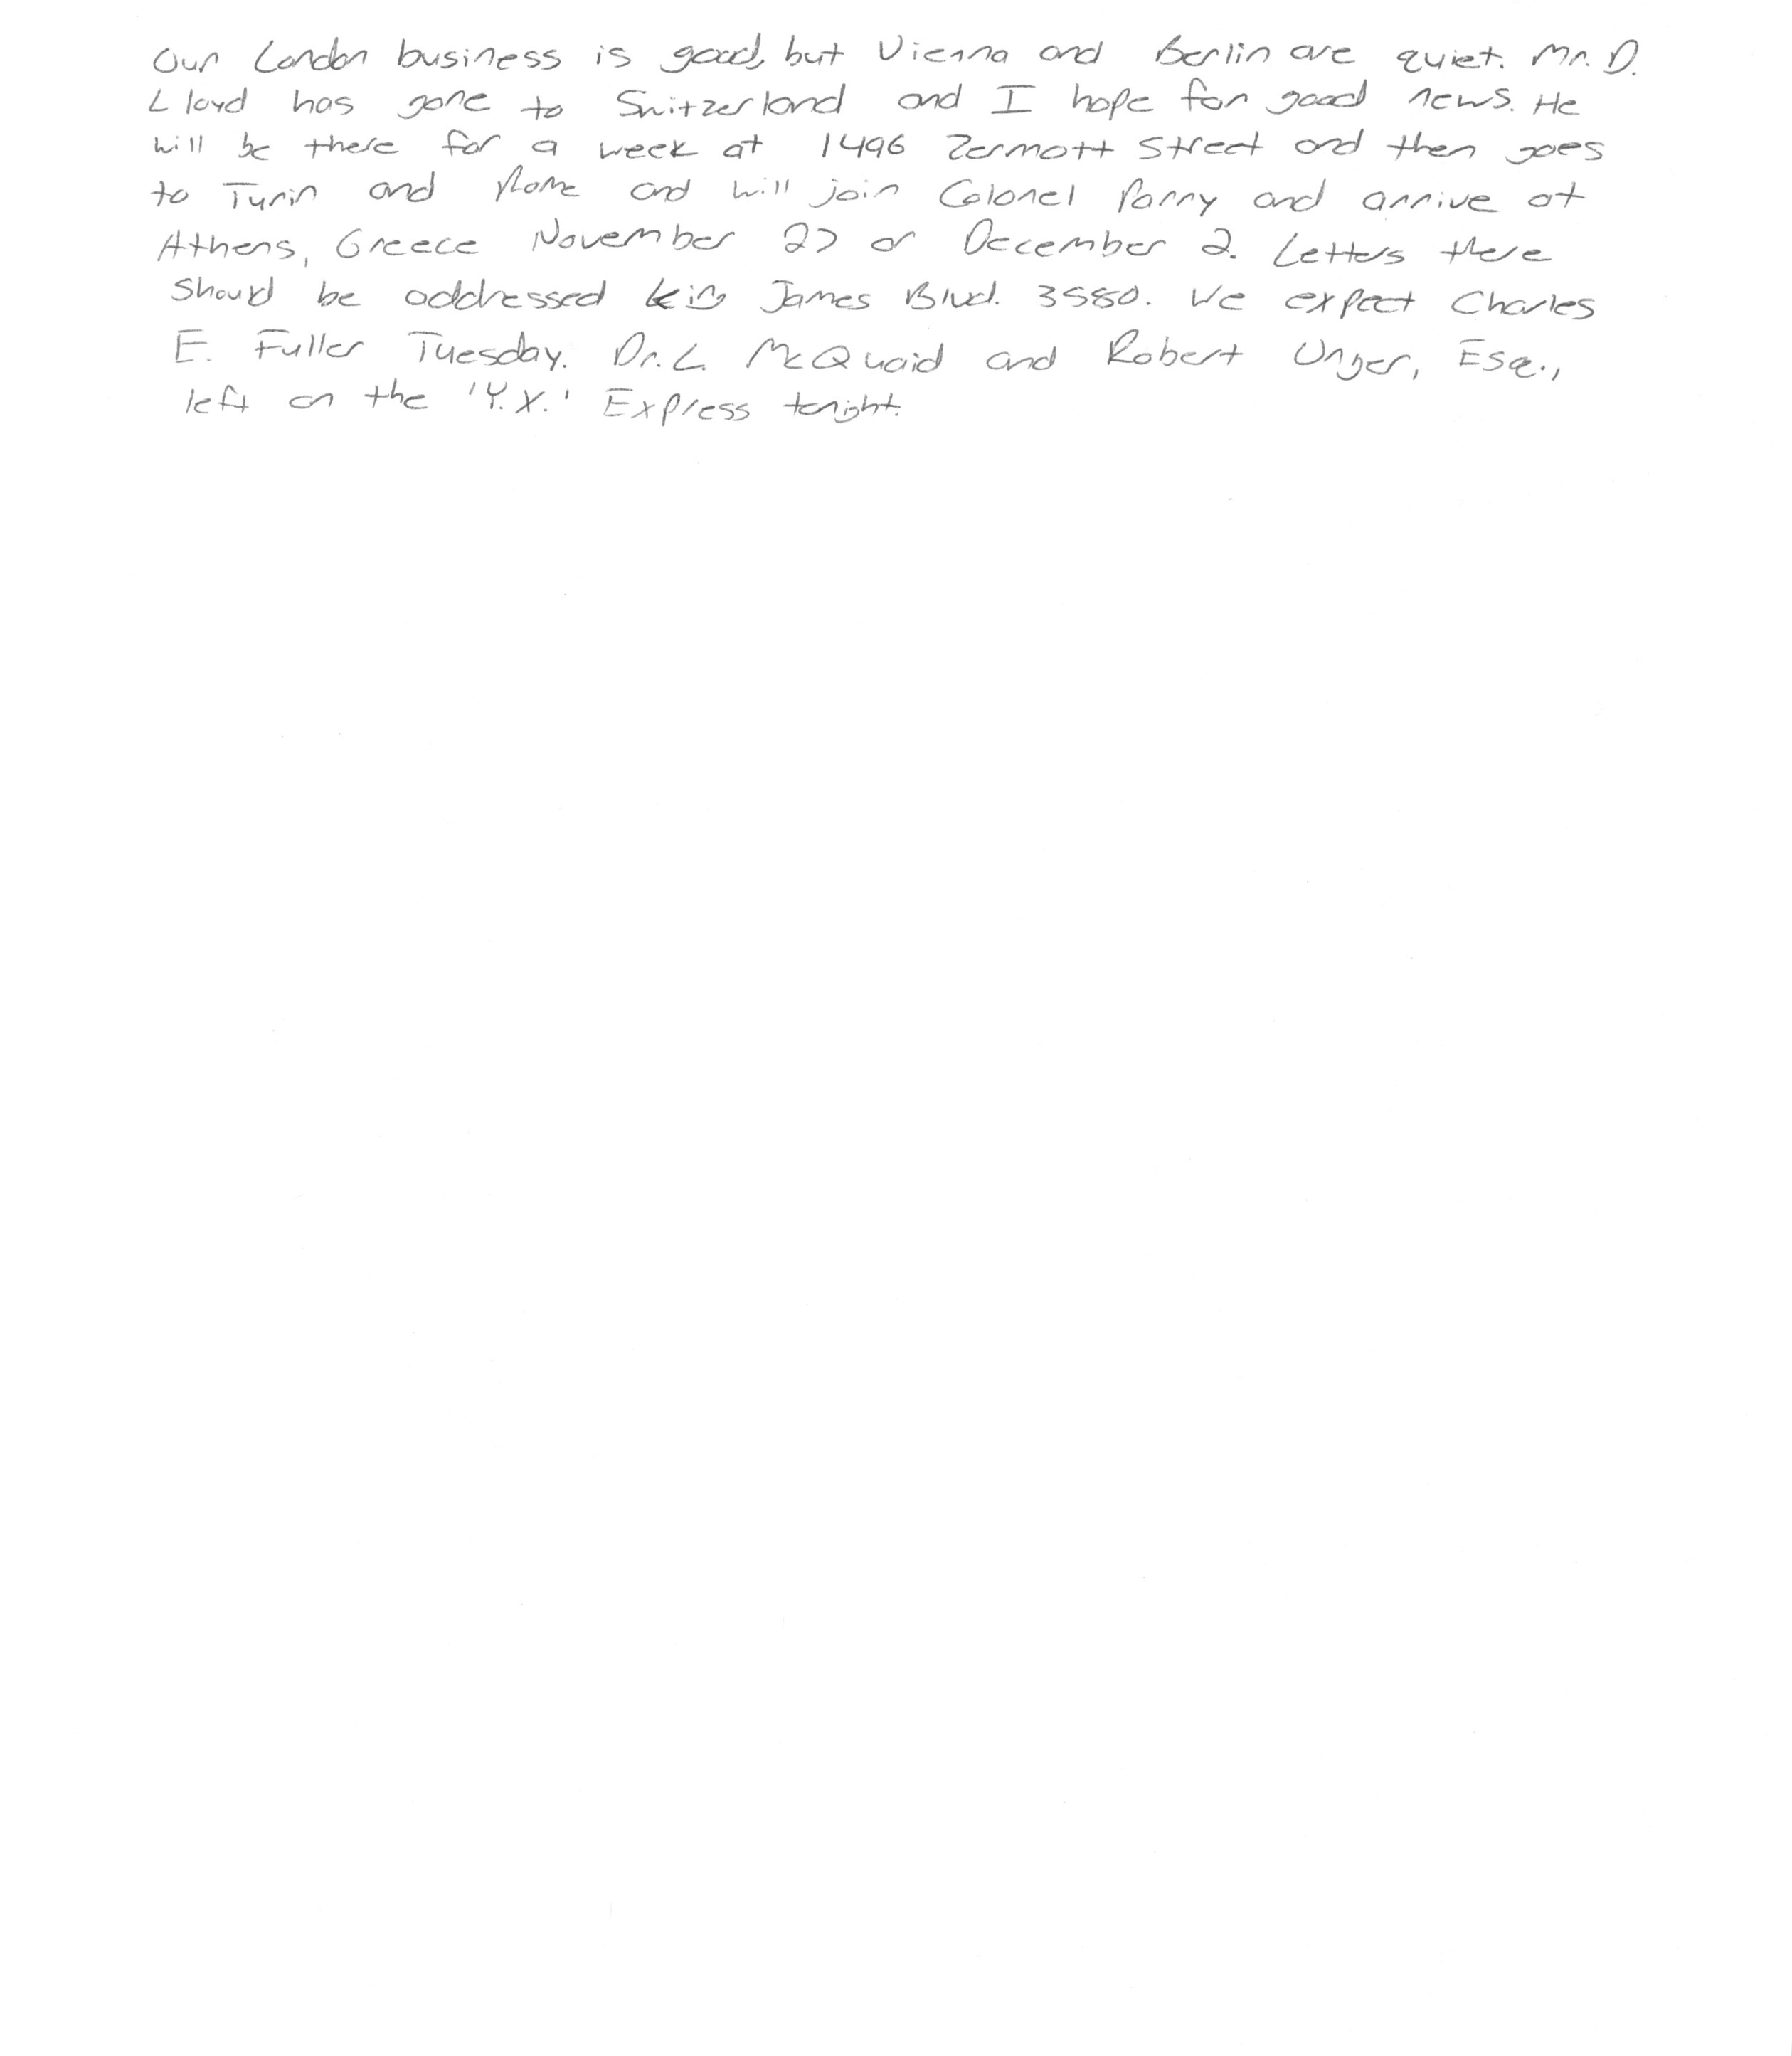 Our London business is good, but Vienna and Berlin are quiet. Mr. D.
Lloyd has gone to Switzerland and I hope for good news. He
will be there for a week at 1496 Zermott Street and then goes
to Turin and Rome and will join Colonel Parry and arrive at
Athens, Greece November 27 or December 2. Letters there
should be addressed King James Blvd. 3580. We expect Charles
E. Fuller Tuesday. Dr. L. McQuaid and Robert Unger, Esq.,
left on the 'Y.X.' Express tonight.